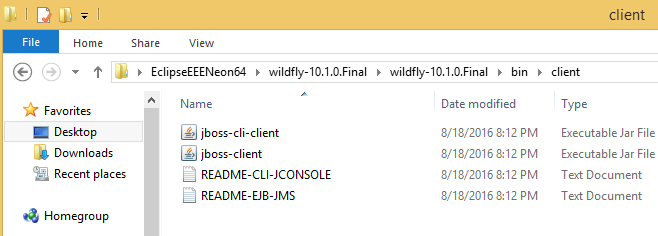 client
File Home Share View
EclipseEEENeon64 wildfly-10.1.0.Final wildfly-10.1.0.Final bin client
Favorites
Desktop
Downloads
Recent places
Homegroup
Name Date modified Type
jboss-cli-client 8/18/2016 8:12 PM Executable Jar File
jboss-client 8/18/2016 8:12 PM Executable Jar File
README-CLI-JCONSOLE 8/18/2016 8:12 PM Text Document
README-EJB-JMS 8/18/2016 8:12 PM Text Document